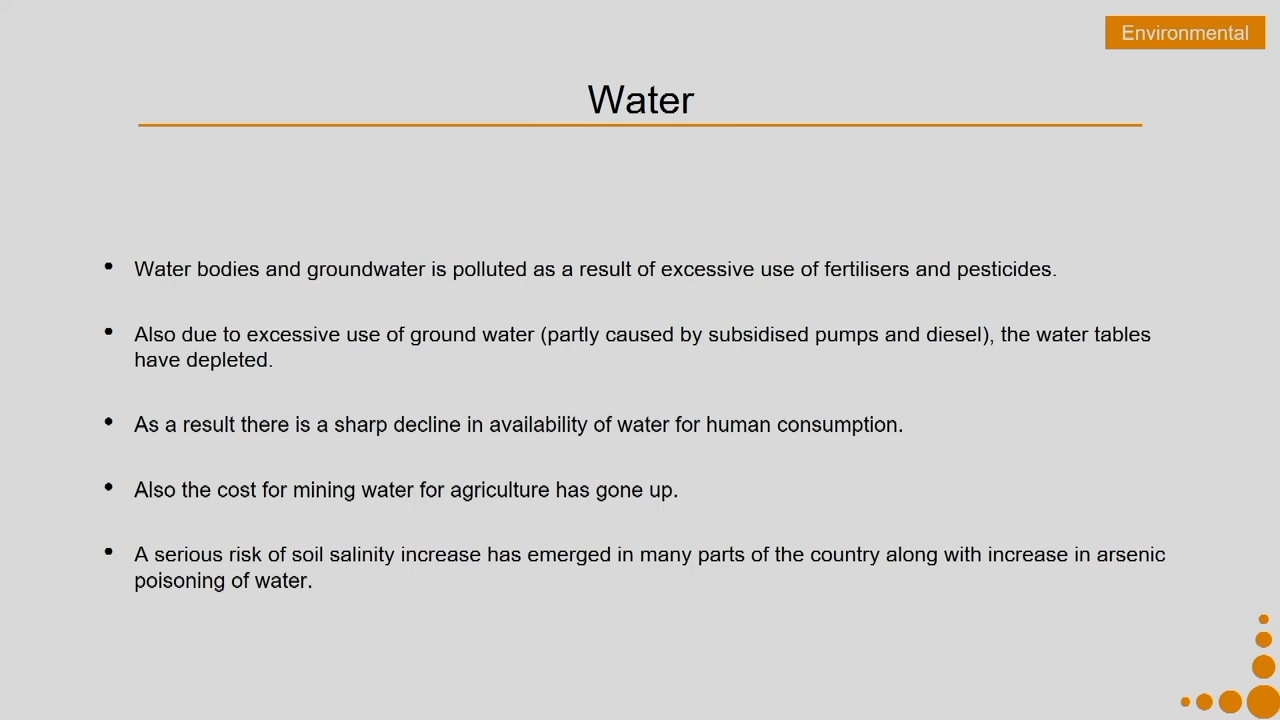 Environmental
Water
• Water bodies and groundwater is polluted as a result of excessive use of fertilisers and pesticides.
• Also due to excessive use of ground water (partly caused by subsidised pumps and diesel), the water tables
have depleted.
• As a result there is a sharp decline in availability of water for human consumption.
• Also the cost for mining water for agriculture has gone up.
• A serious risk of soil salinity increase has emerged in many parts of the country along with increase in arsenic
poisoning of water.